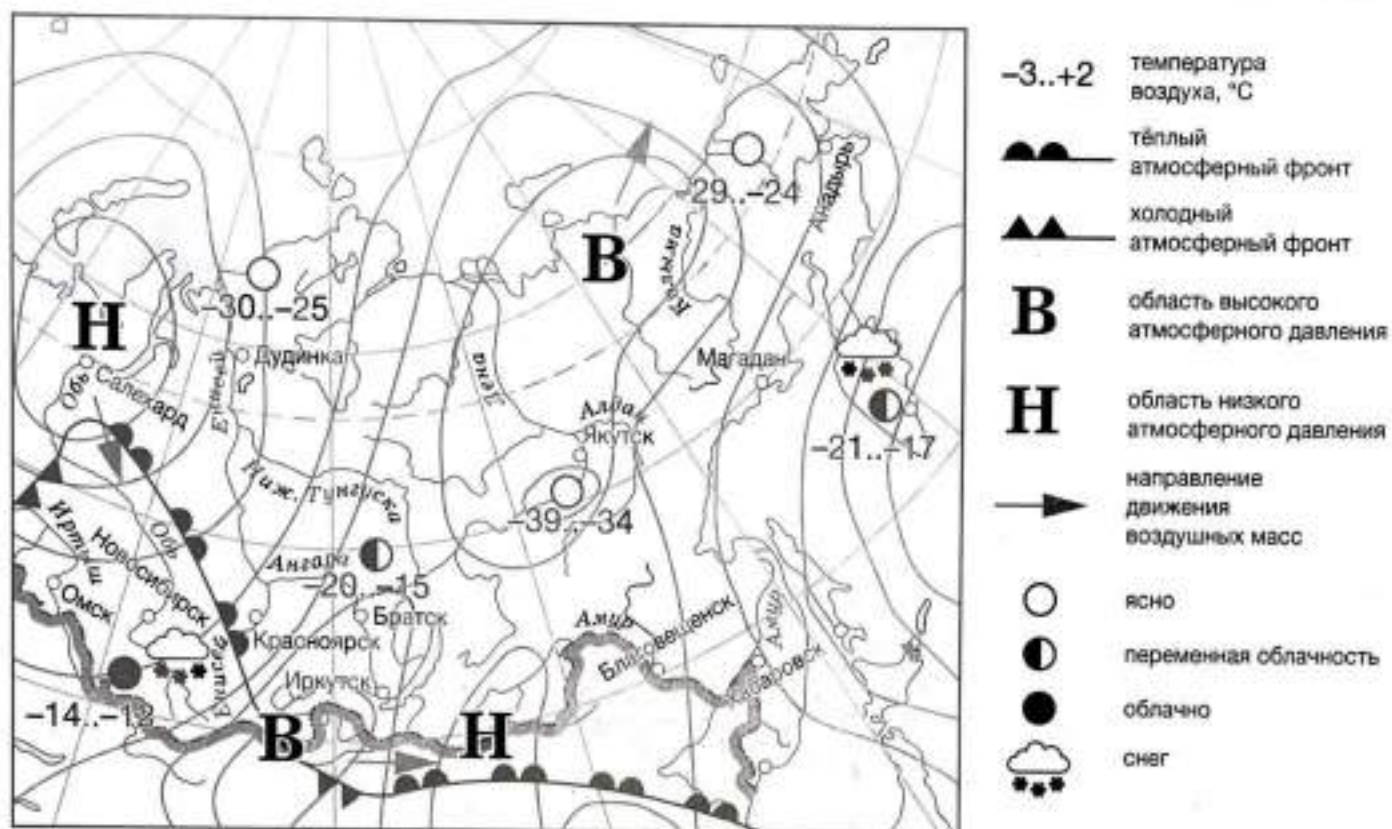 −29..−24
Анадырь
В
Колыма
−30..−25
Н
Дудинка
Енисей
Салехард
Обь
Лена
Магадан
Алдан
Якутск
−21..−17
Ниж. Тунгуска
−39..−34
Иртыш
Обь
Новосибирск
Ангара
−20..−15
Омск
Братск
Красноярск
Енисей
Амур
Благовещенск
Амур
Хабаровск
Иркутск
−14..−12
В
Н
−3..+2
температура
воздуха, °C
тёплый
атмосферный фронт
холодный
атмосферный фронт
В
область высокого
атмосферного давления
Н
область низкого
атмосферного давления
направление
движения
воздушных масс
ясно
переменная облачность
облачно
снег